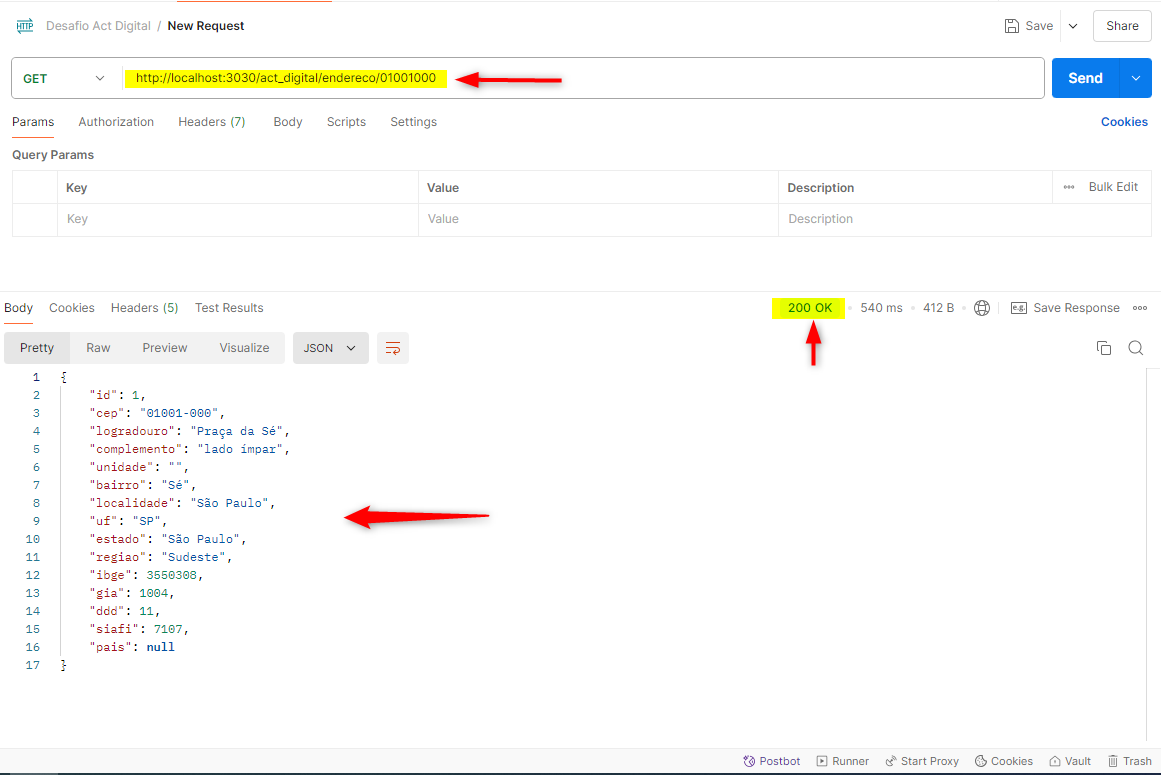 HTTP Desafio Act Digital / New Request Save Share
GET http://localhost:3030/act_digital/endereco/01001000 Send
Params Authorization Headers (7) Body Scripts Settings Cookies
Query Params
Key Value Description ••• Bulk Edit
Key Value Description
Body Cookies Headers (5) Test Results 200 OK • 540 ms • 412 B • e.g. Save Response •••
Pretty Raw Preview Visualize JSON
1 {
2 "id": 1,
3 "cep": "01001-000",
4 "logradouro": "Praça da Sé",
5 "complemento": "lado ímpar",
6 "unidade": "",
7 "bairro": "Sé",
8 "localidade": "São Paulo",
9 "uf": "SP",
10 "estado": "São Paulo",
11 "regiao": "Sudeste",
12 "ibge": 3550308,
13 "gia": 1004,
14 "ddd": 11,
15 "siafi": 7107,
16 "pais": null
17 }
Postbot Runner Start Proxy Cookies Vault Trash